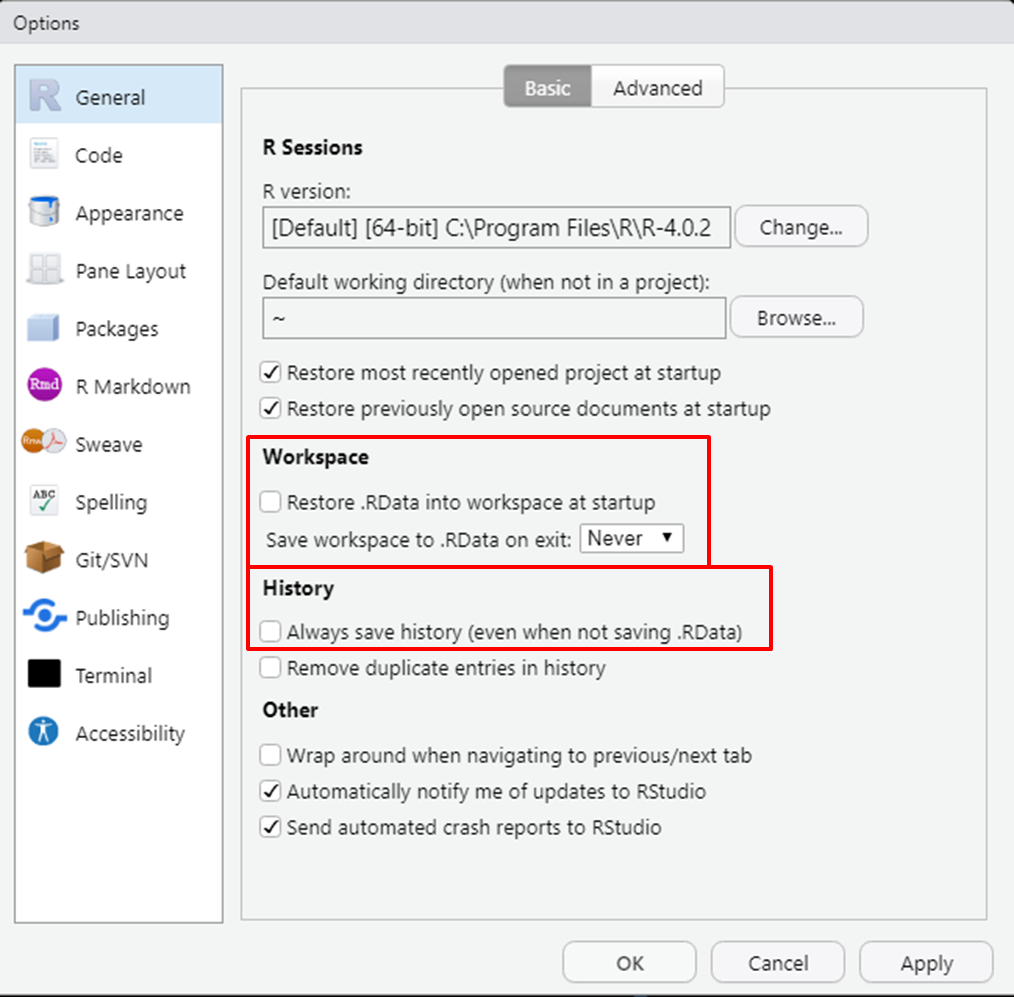 Options
General
Code
Appearance
Pane Layout
Packages
Rmd
R Markdown
Rnw
Sweave
ABC
Spelling
Git/SVN
Publishing
Terminal
Accessibility
Basic
Advanced
R Sessions
R version:
[Default] [64-bit] C:\Program Files\R\R-4.0.2
Change...
Default working directory (when not in a project):
~
Browse...
Restore most recently opened project at startup
Restore previously open source documents at startup
Workspace
Restore .RData into workspace at startup
Save workspace to .RData on exit: Never
History
Always save history (even when not saving .RData)
Remove duplicate entries in history
Other
Wrap around when navigating to previous/next tab
Automatically notify me of updates to RStudio
Send automated crash reports to RStudio
OK
Cancel
Apply